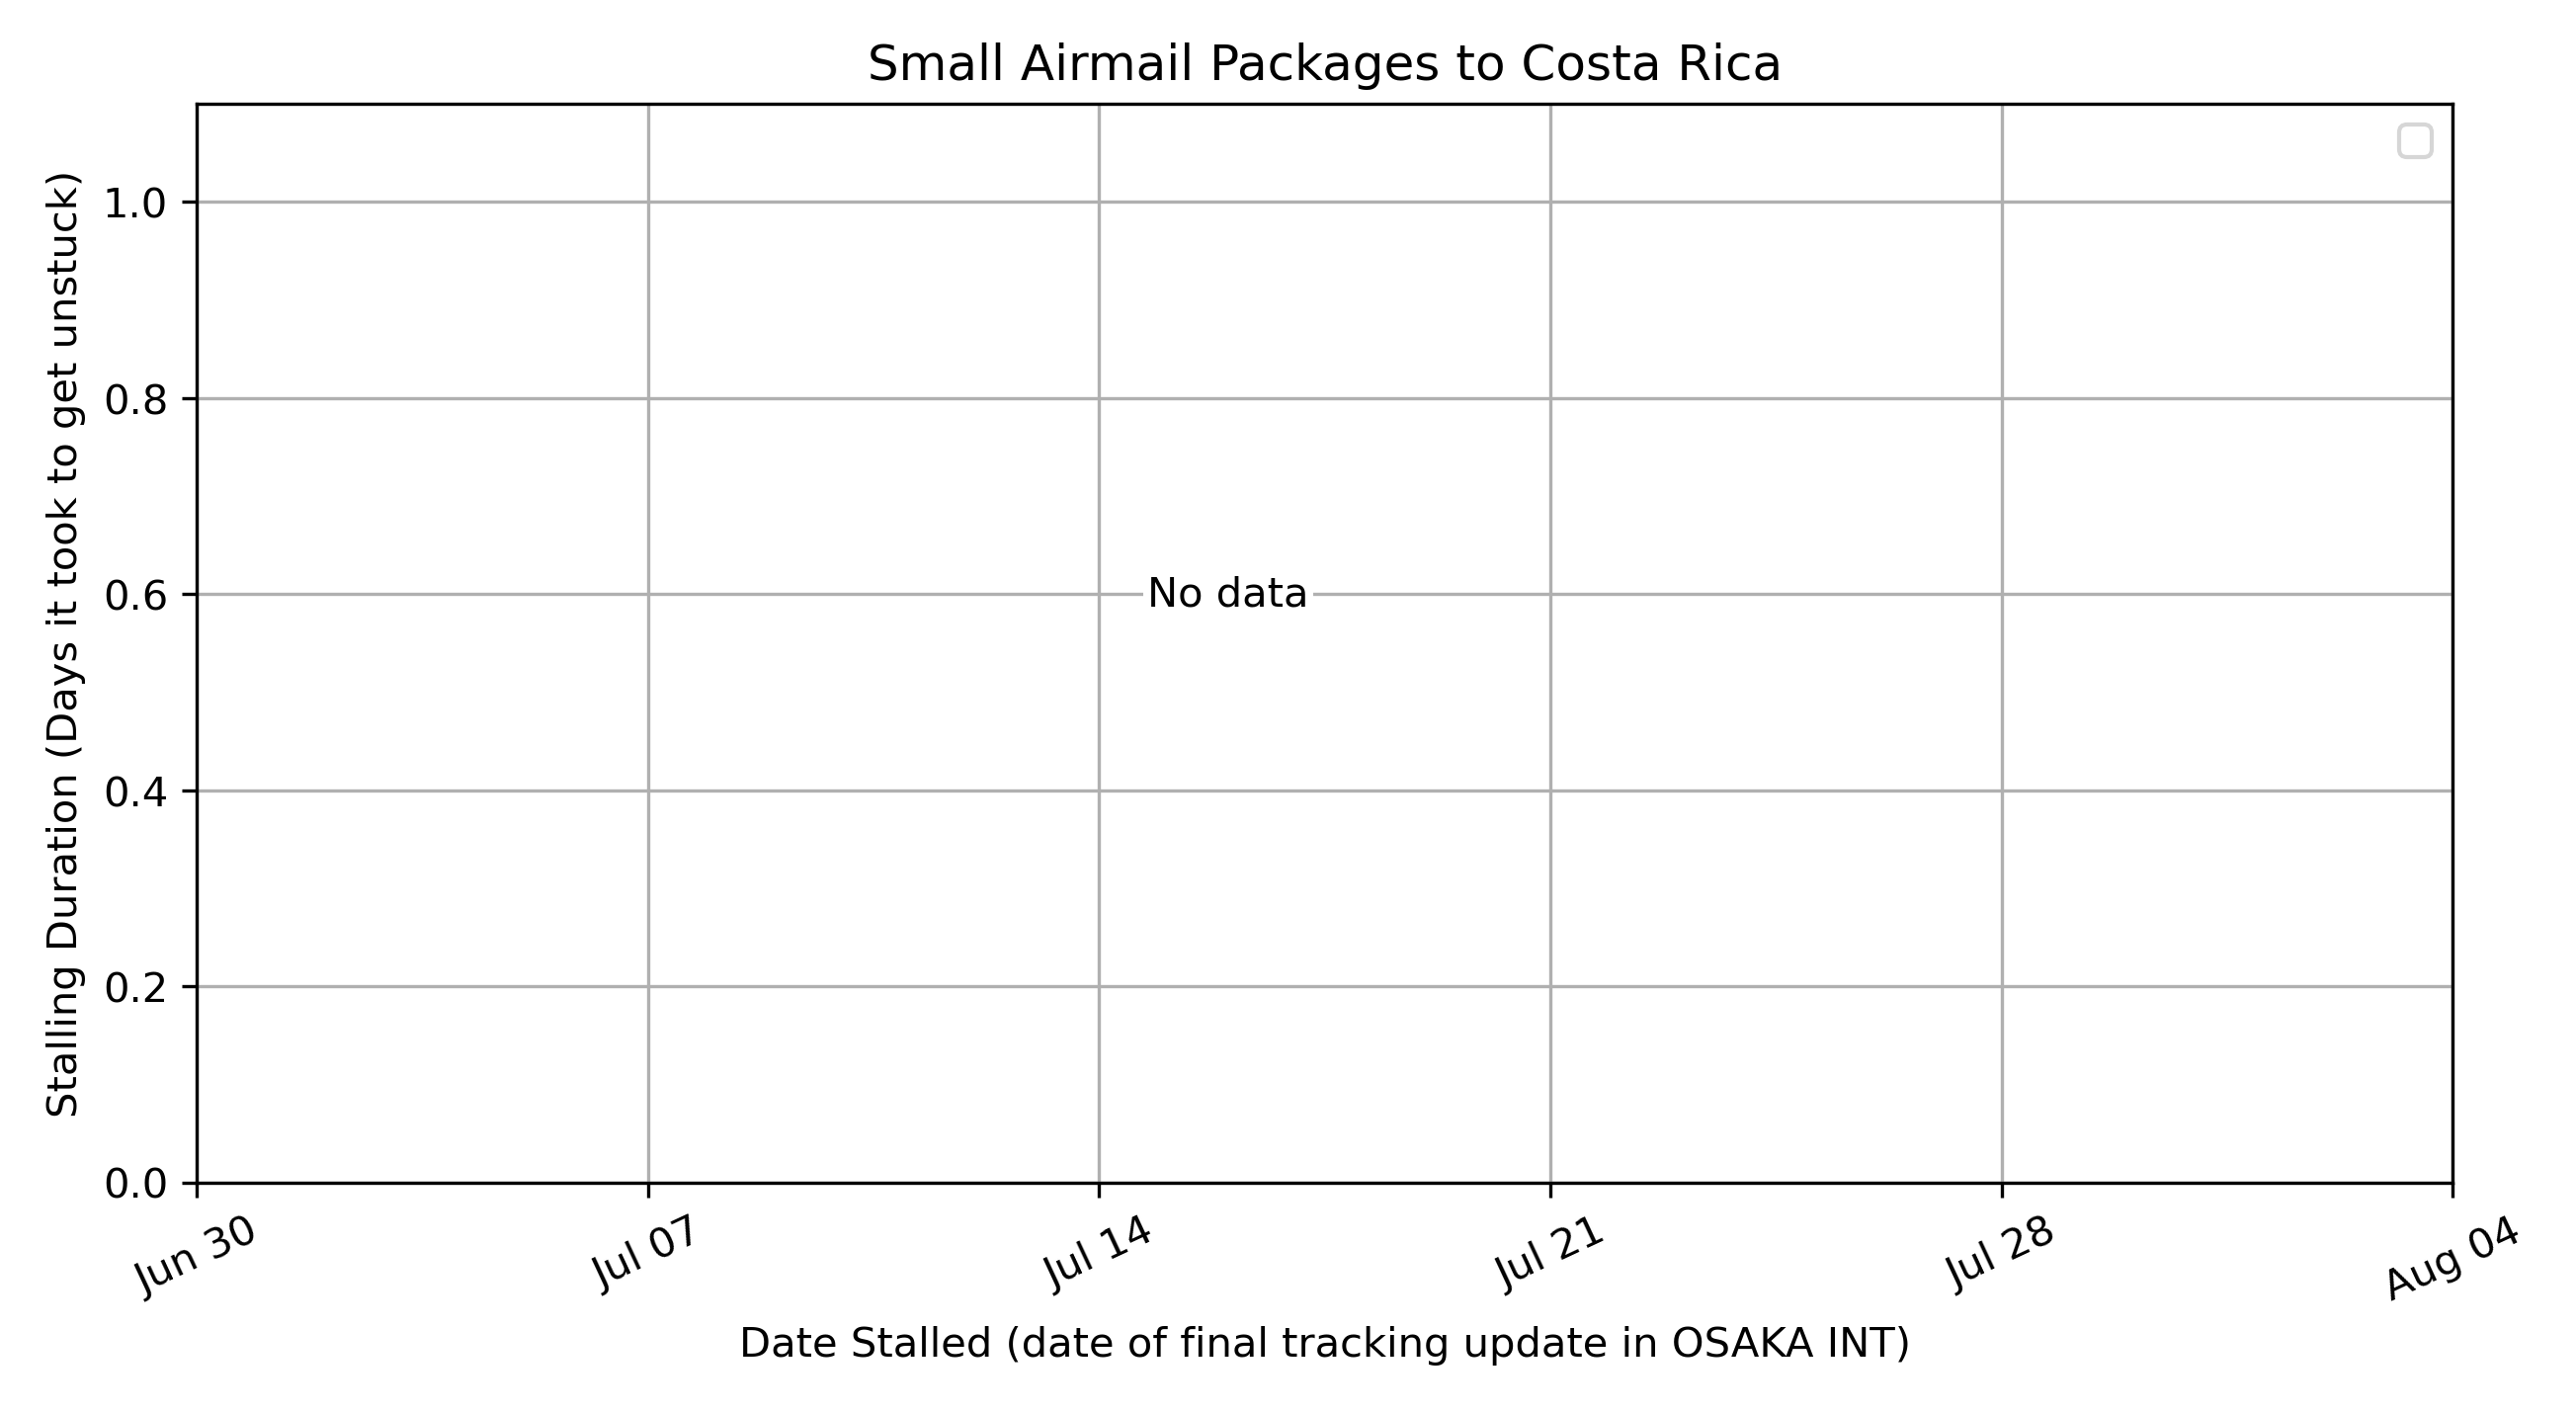 Small Airmail Packages to Costa Rica
Stalling Duration (Days it took to get unstuck)
1.0
0.8
0.6
0.4
0.2
0.0
No data
Jun 30
Jul 07
Jul 14
Jul 21
Jul 28
Aug 04
Date Stalled (date of final tracking update in OSAKA INT)